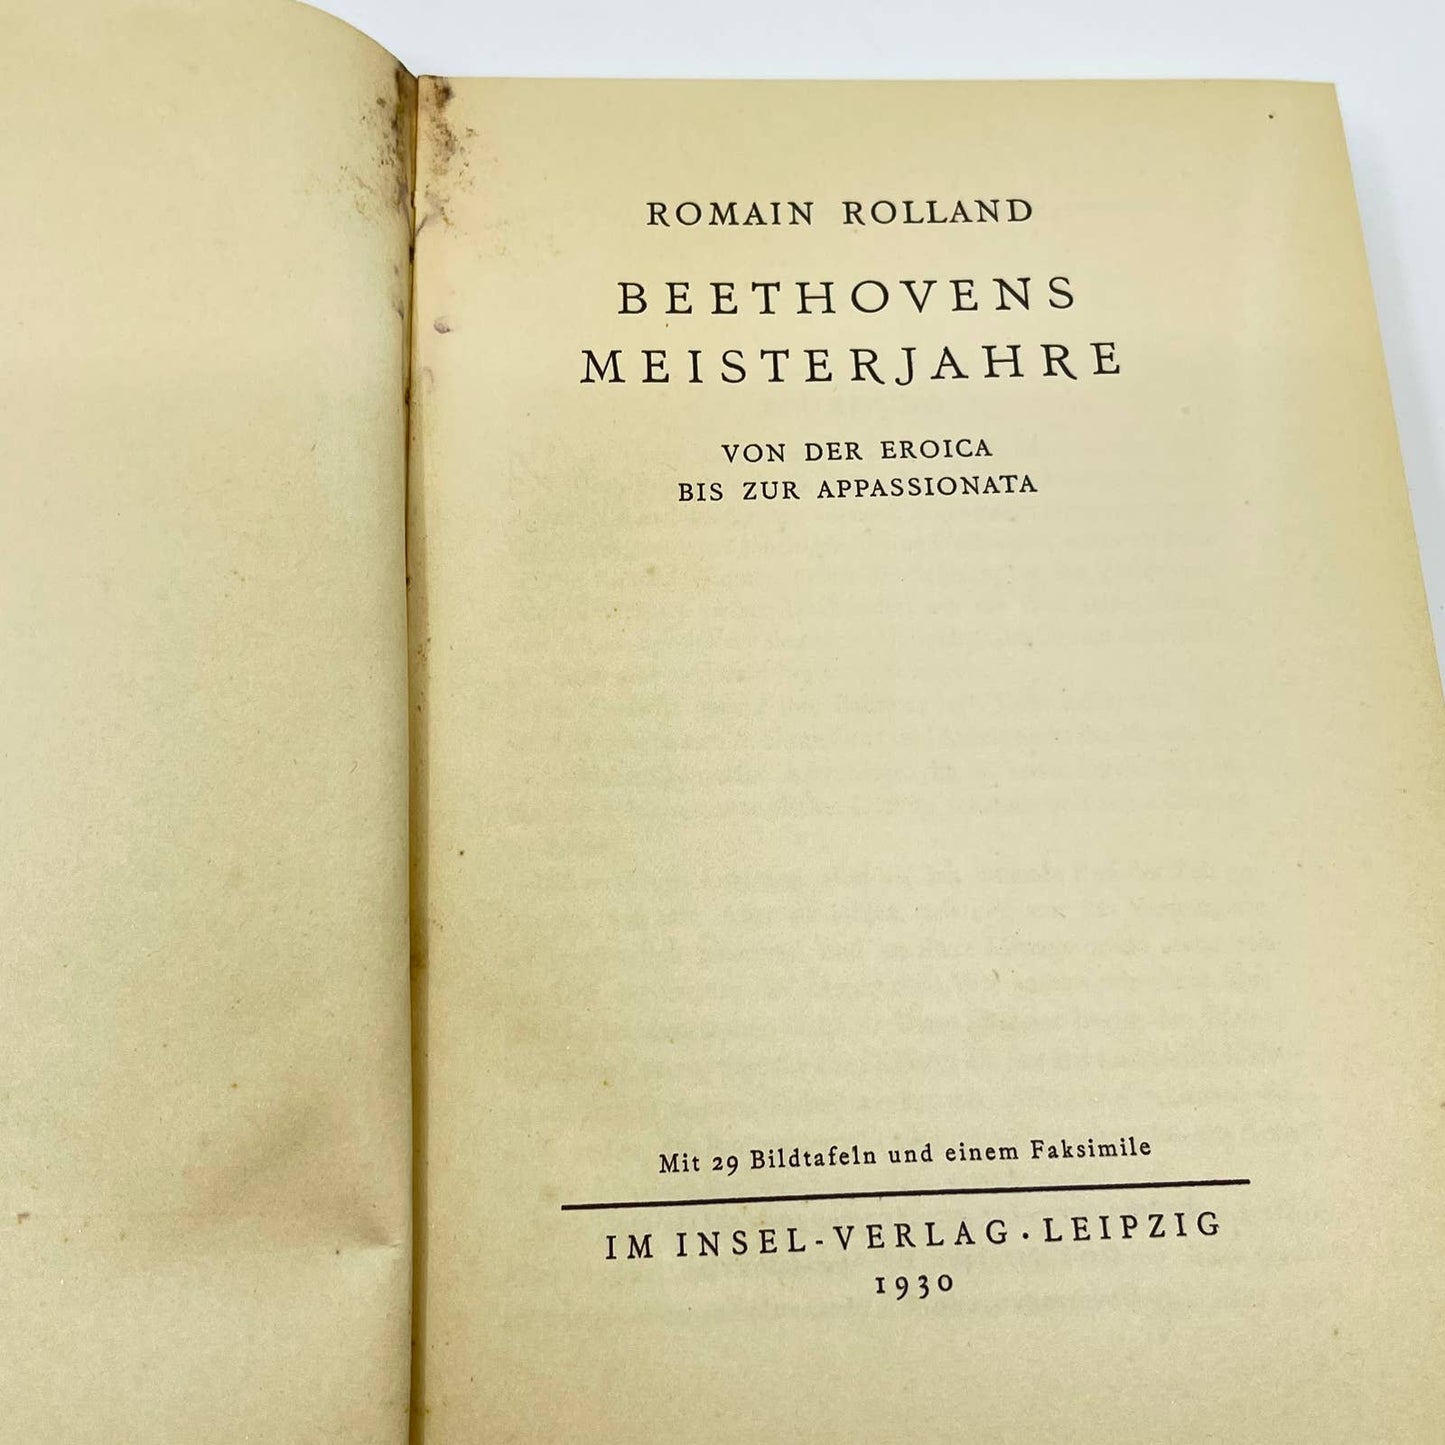 ROMAIN ROLLAND
BEETHOVENS
MEISTERJAHRE
VON DER EROICA
BIS ZUR APPASSIONATA
Mit 29 Bildtafeln und einem Faksimile
IM INSEL-VERLAG · LEIPZIG
1930